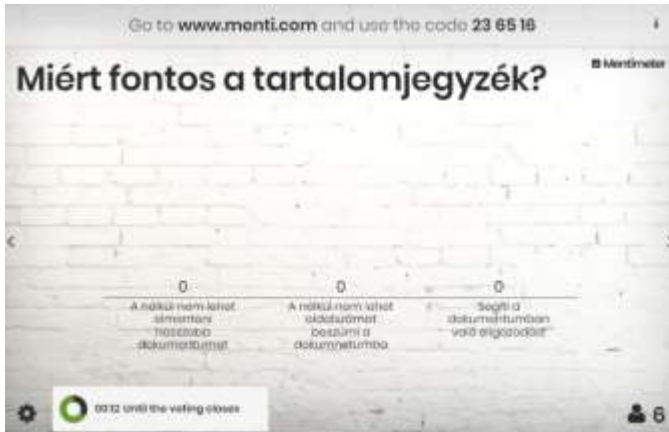 Go to www.menti.com and use the code 23 65 16
Miért fontos a tartalomjegyzék?
Mentimeter
0
A nélkül nem lehet
elmenteni
hosszabb
dokumentumot
0
A nélkül nem lehet
oldalszámot
beszúrni a
dokumnetumba
0
Segíti a
dokumentumban
való eligazodást
00:12 Until the voting closes
6